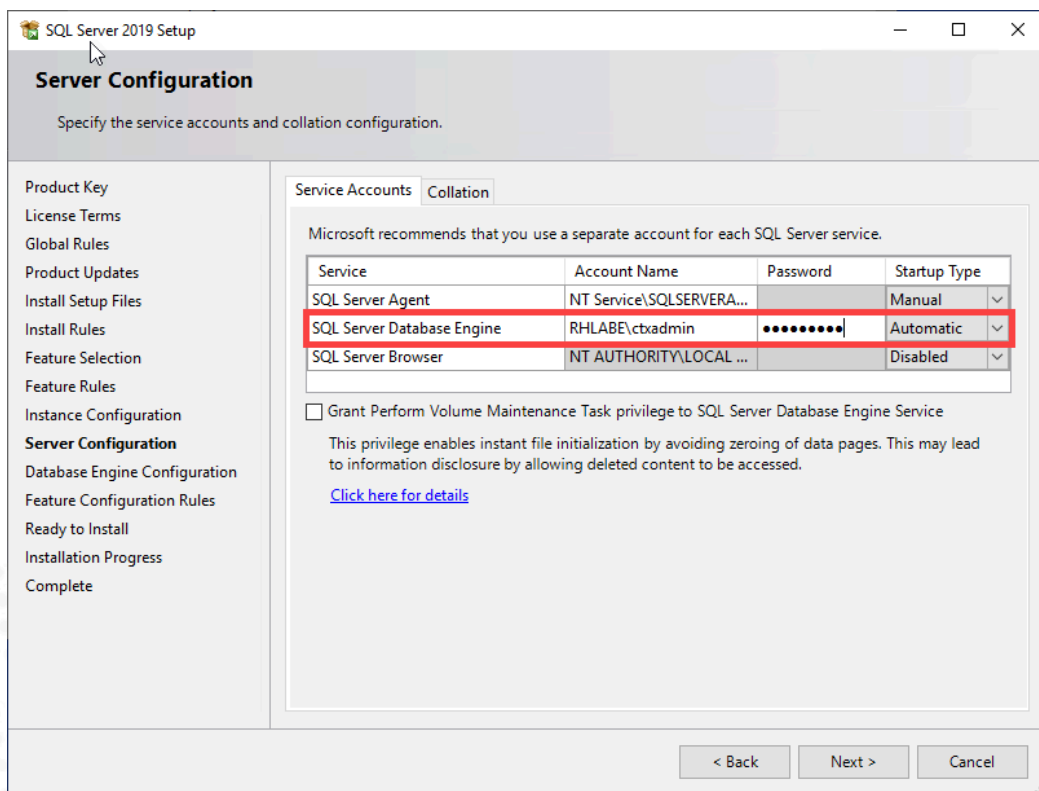 SQL Server 2019 Setup
Server Configuration
Specify the service accounts and collation configuration.
Product Key
License Terms
Global Rules
Product Updates
Install Setup Files
Install Rules
Feature Selection
Feature Rules
Instance Configuration
Server Configuration
Database Engine Configuration
Feature Configuration Rules
Ready to Install
Installation Progress
Complete
Service Accounts Collation
Microsoft recommends that you use a separate account for each SQL Server service.
Service Account Name Password Startup Type
SQL Server Agent NT Service\SQLSERVERA... Manual
SQL Server Database Engine RHLABE\ctxadmin ●●●●●●●●● Automatic
SQL Server Browser NT AUTHORITY\LOCAL ... Disabled
Grant Perform Volume Maintenance Task privilege to SQL Server Database Engine Service
This privilege enables instant file initialization by avoiding zeroing of data pages. This may lead
to information disclosure by allowing deleted content to be accessed.
Click here for details
< Back Next > Cancel